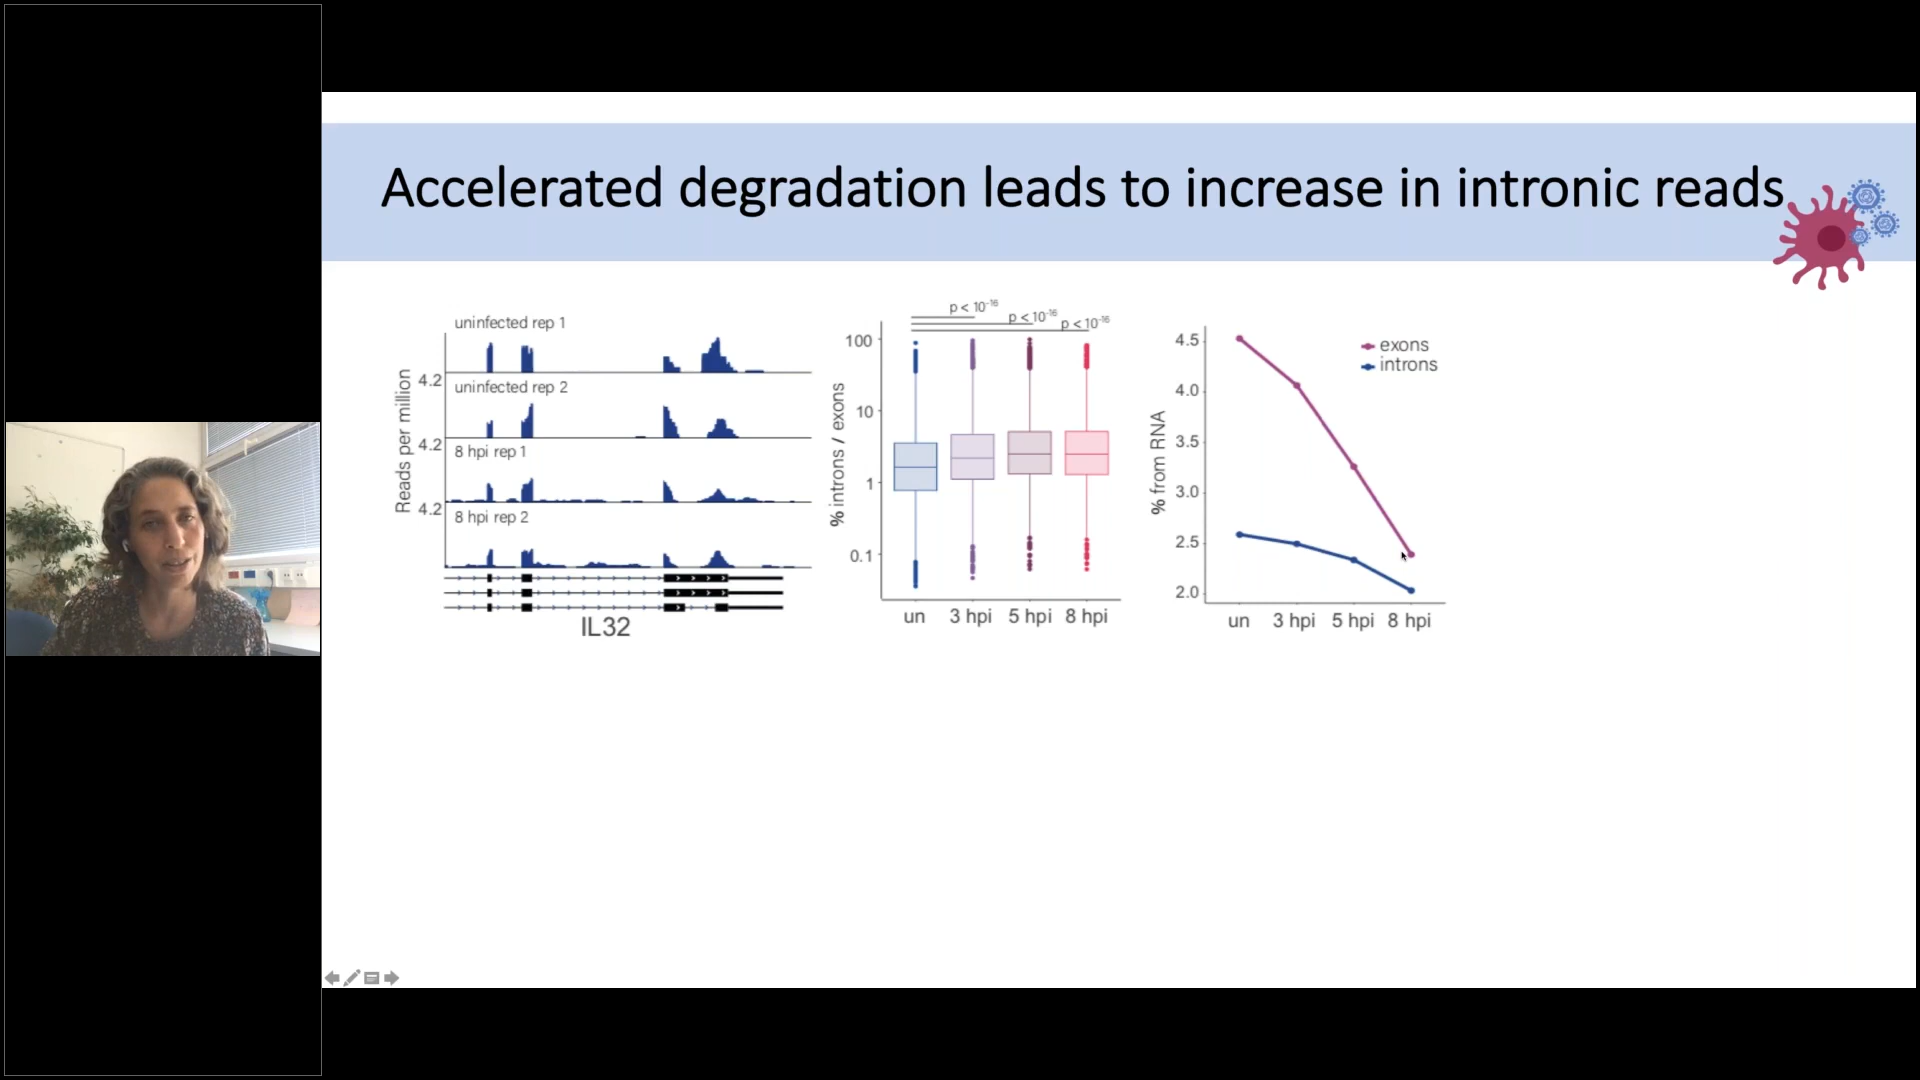 Accelerated degradation leads to increase in intronic reads
uninfected rep 1
4.2
uninfected rep 2
4.2
8 hpi rep 1
4.2
8 hpi rep 2
Reads per million
IL32
p < 10-16
p < 10-16
p < 10-16
100
10
1
0.1
% introns / exons
un
3 hpi
5 hpi
8 hpi
4.5
4.0
3.5
3.0
2.5
2.0
% from RNA
exons
introns
un
3 hpi
5 hpi
8 hpi